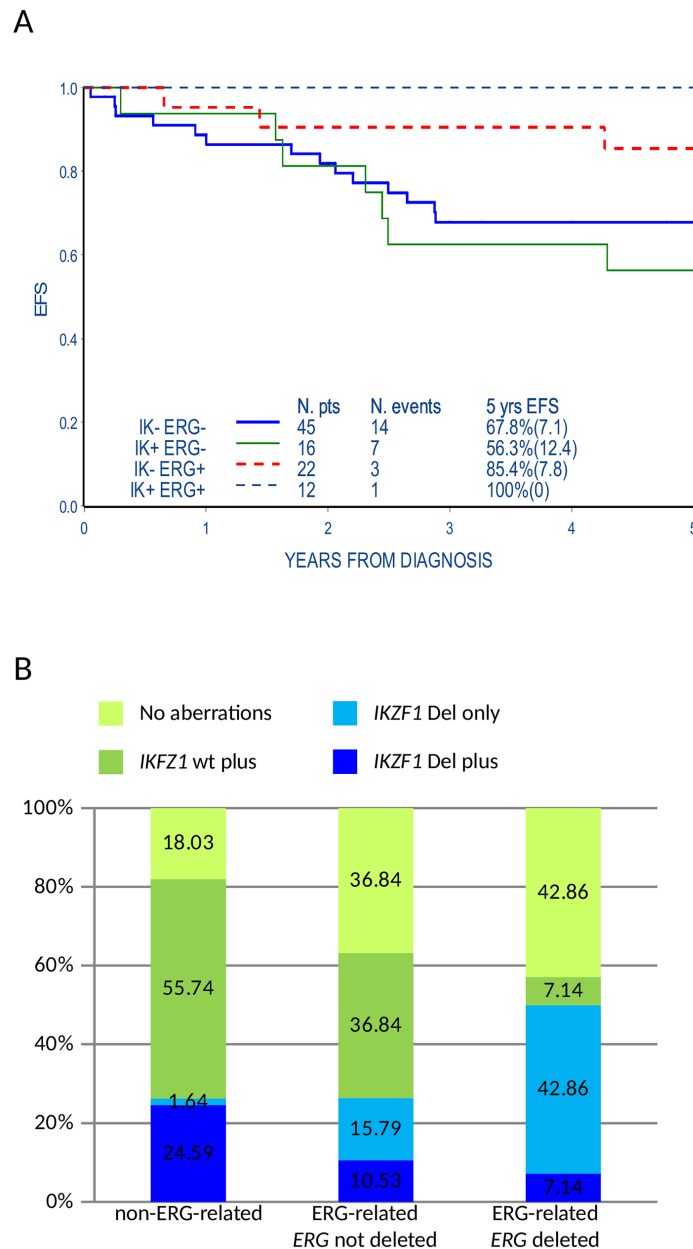 A
1.0
0.8
0.6
0.4
0.2
0.0
EFS
N. pts N. events 5 yrs EFS
IK- ERG- 45 14 67.8%(7.1)
IK+ ERG- 16 7 56.3%(12.4)
IK- ERG+ 22 3 85.4%(7.8)
IK+ ERG+ 12 1 100%(0)
0 1 2 3 4 5
YEARS FROM DIAGNOSIS
B
No aberrations IKZF1 Del only
IKFZ1 wt plus IKZF1 Del plus
100%
80%
60%
40%
20%
0%
18.03
55.74
1.64
24.59
36.84
36.84
15.79
10.53
42.86
7.14
42.86
7.14
non-ERG-related
ERG-related
ERG not deleted
ERG-related
ERG deleted